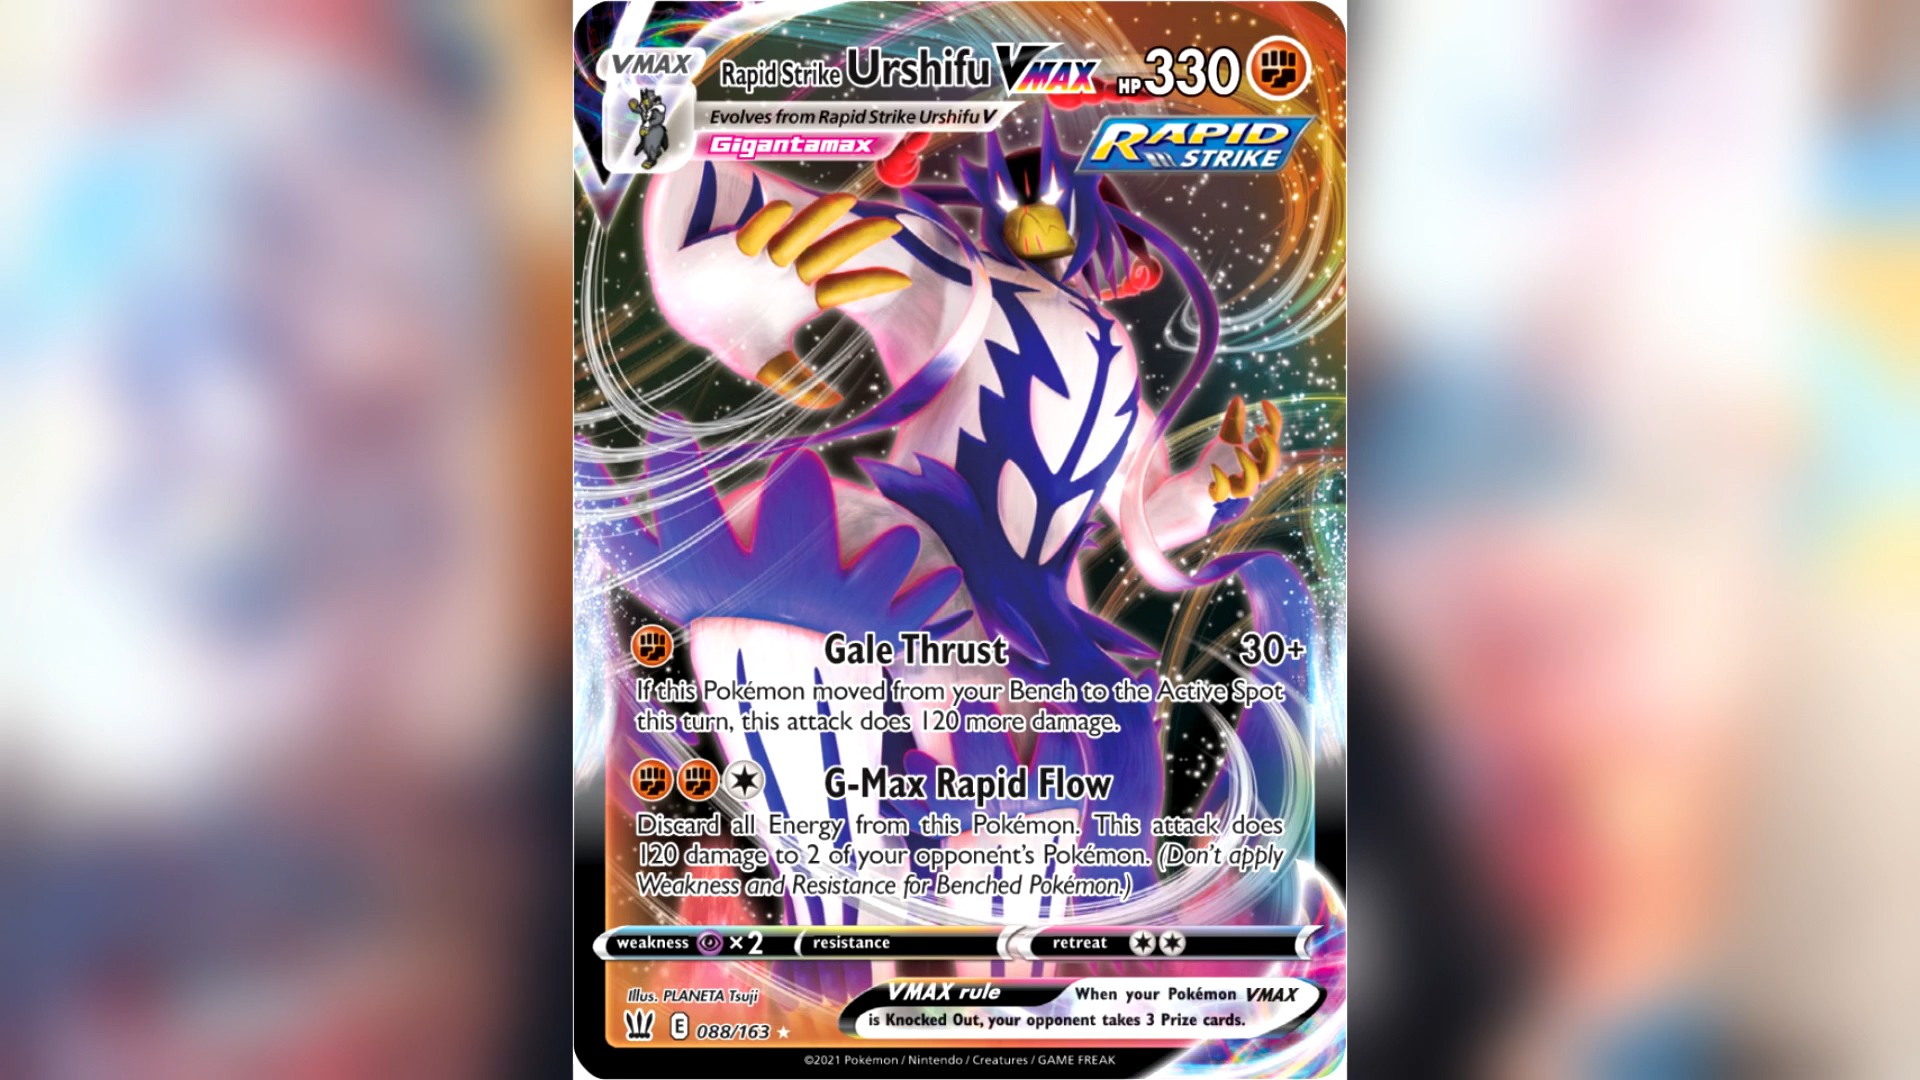 VMAX
Rapid Strike Urshifu VMAX HP 330
Evolves from Rapid Strike Urshifu V
Gigantamax
RAPID STRIKE
Gale Thrust 30+
If this Pokémon moved from your Bench to the Active Spot
this turn, this attack does 120 more damage.
G-Max Rapid Flow
Discard all Energy from this Pokémon. This attack does
120 damage to 2 of your opponent's Pokémon. (Don't apply
Weakness and Resistance for Benched Pokémon.)
weakness ×2 resistance retreat
Illus. PLANETA Tsuji
VMAX rule When your Pokémon VMAX
is Knocked Out, your opponent takes 3 Prize cards.
E 088/163
©2021 Pokémon / Nintendo / Creatures / GAME FREAK